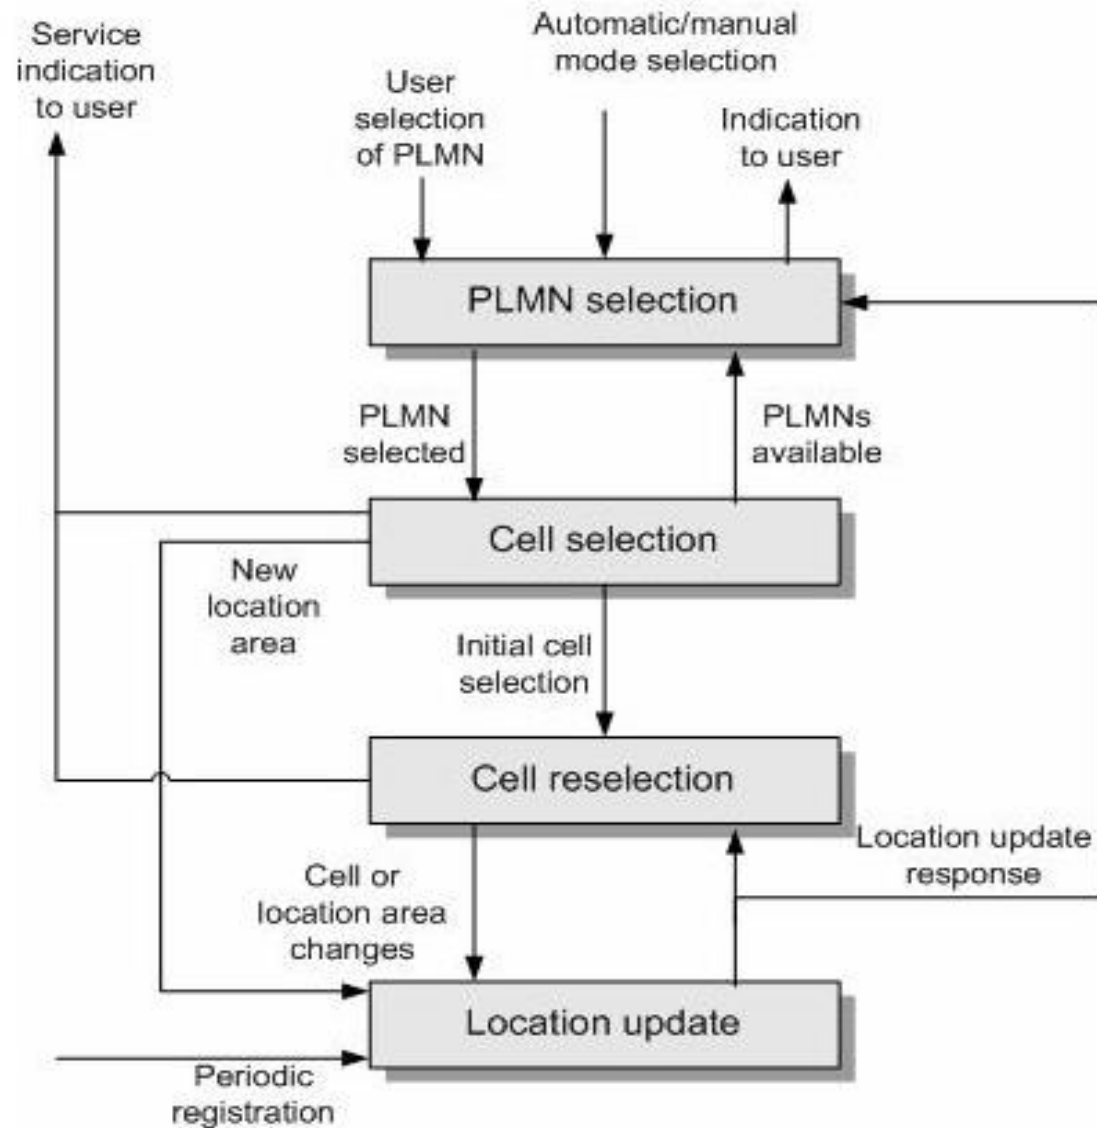 Service
indication
to user
Automatic/manual
mode selection
User
selection
of PLMN
Indication
to user
PLMN selection
PLMN
selected
PLMNs
available
Cell selection
New
location
area
Initial cell
selection
Cell reselection
Cell or
location area
changes
Location update
response
Location update
Periodic
registration